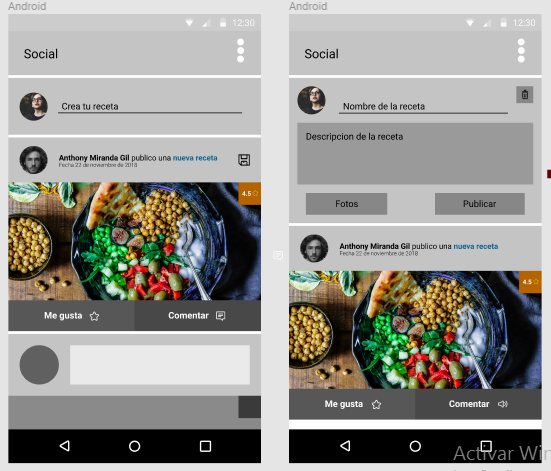 Android
12:30
Social
Crea tu receta
Anthony Miranda Gil publico una nueva receta
Fecha 22 de noviembre de 2018
4.5
Me gusta
Comentar
Android
12:30
Social
Nombre de la receta
Descripcion de la receta
Fotos
Publicar
Anthony Miranda Gil publico una nueva receta
Fecha 22 de noviembre de 2018
4.5
Me gusta
Comentar
Activar Win